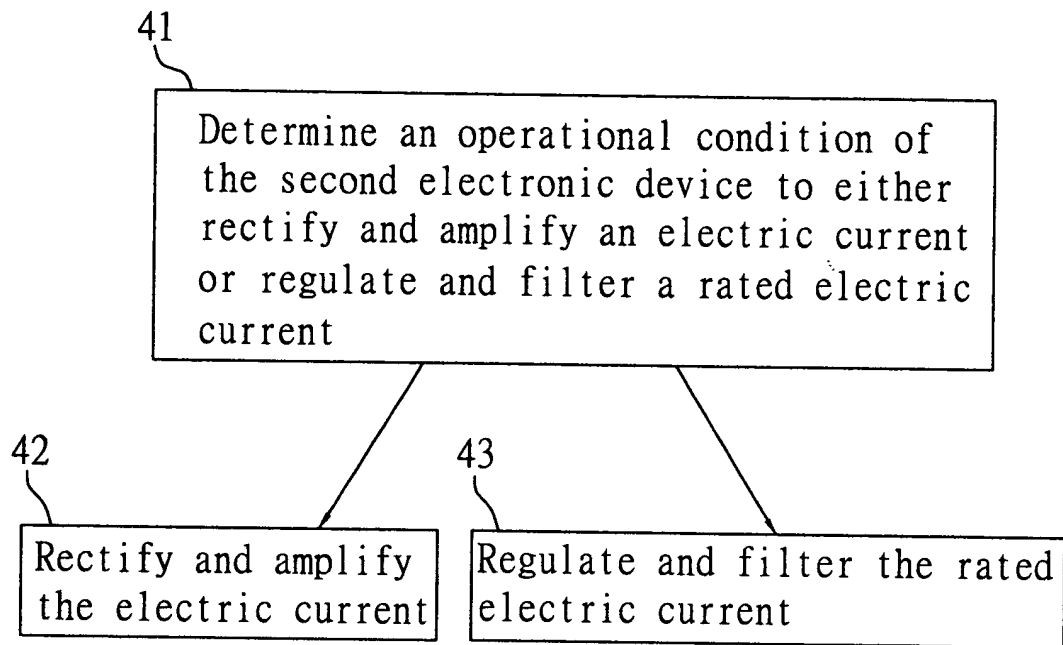 41
Determine an operational condition of
the second electronic device to either
rectify and amplify an electric current
or regulate and filter a rated electric
current
42
43
Rectify and amplify
the electric current
Regulate and filter the rated
electric current